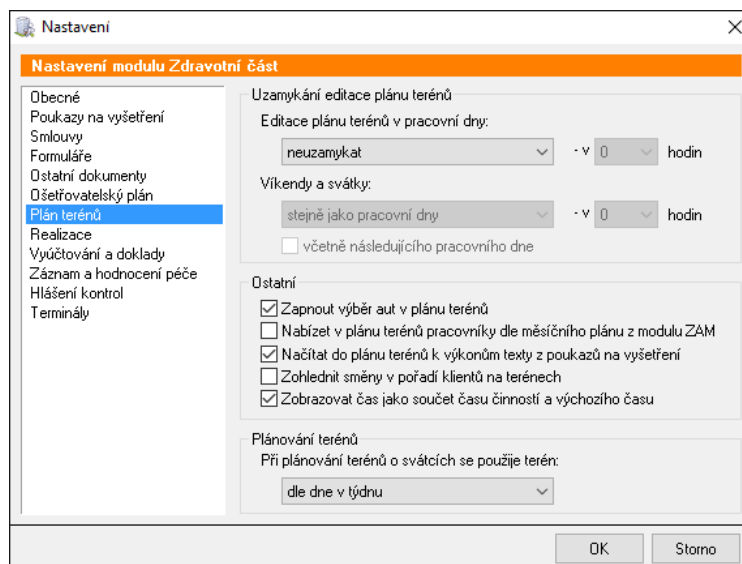 Nastavení
Nastavení modulu Zdravotní část
Obecné
Poukazy na vyšetření
Smlouvy
Formuláře
Ostatní dokumenty
Ošetřovatelský plán
Plán terénů
Realizace
Vyúčtování a doklady
Záznam a hodnocení péče
Hlášení kontrol
Terminály
Uzamykání editace plánu terénů
Editace plánu terénů v pracovní dny:
neuzamykat - v 0 hodin
Víkendy a svátky:
stejně jako pracovní dny - v 0 hodin
včetně následujícího pracovního dne
Ostatní
Zapnout výběr aut v plánu terénů
Nabízet v plánu terénů pracovníky dle měsíčního plánu z modulu ZAM
Načítat do plánu terénů k výkonům texty z poukazů na vyšetření
Zohlednit směny v pořadí klientů na terénech
Zobrazovat čas jako součet času činností a výchozího času
Plánování terénů
Při plánování terénů o svátcích se použije terén:
dle dne v týdnu
OK Storno